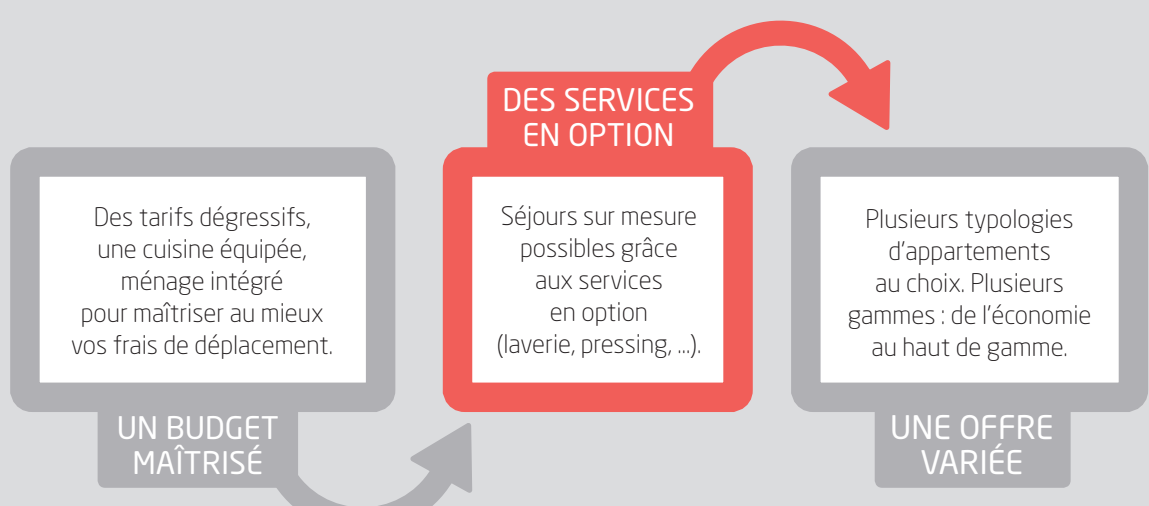 Des tarifs dégressifs,
une cuisine équipée,
ménage intégré
pour maîtriser au mieux
vos frais de déplacement.
UN BUDGET
MAÎTRISÉ
DES SERVICES
EN OPTION
Séjours sur mesure
possibles grâce
aux services
en option
(laverie, pressing, ...).
Plusieurs typologies
d'appartements
au choix. Plusieurs
gammes : de l'économie
au haut de gamme.
UNE OFFRE
VARIÉE